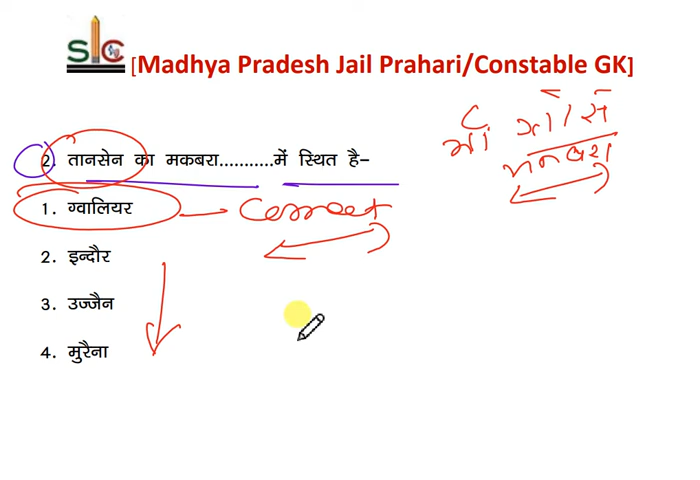 SIC
[Madhya Pradesh Jail Prahari/Constable GK]
2. तानसेन का मकबरा...........में स्थित है–
1. ग्वालियर
Correct
2. इन्दौर
3. उज्जैन
4. मुरैना